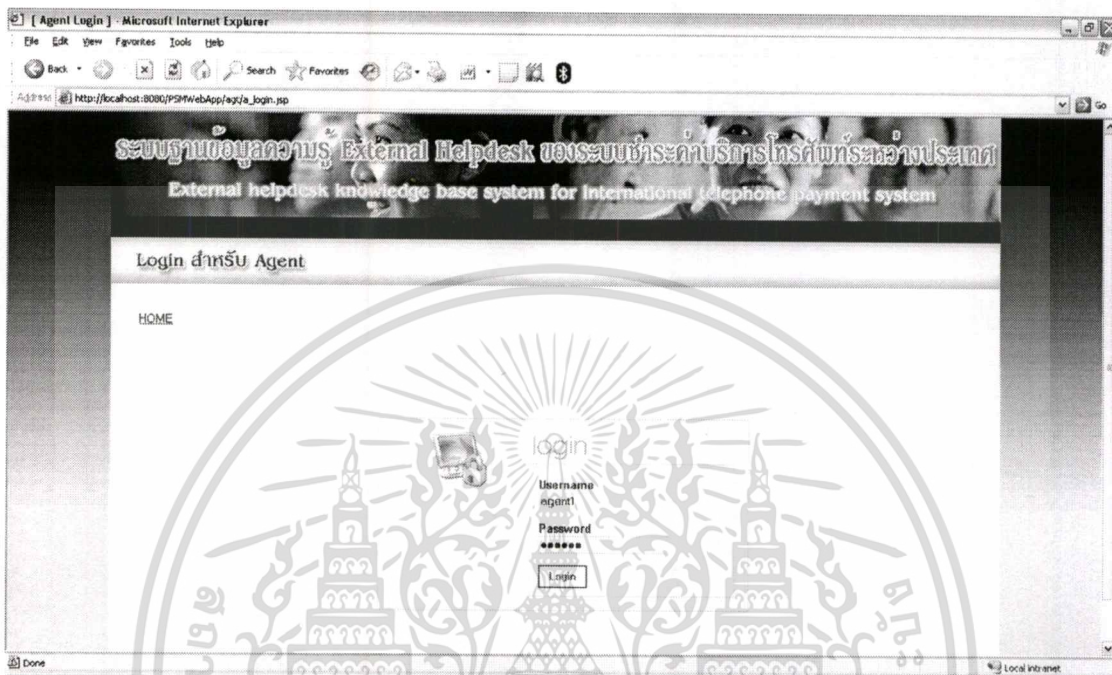 [ Agent Login ] - Microsoft Internet Explorer
File Edit View Favorites Tools Help
Back Search Favorites
Address http://localhost:8080/PSMWebApp/agt/a_login.jsp Go
ระบบฐานข้อมูลความรู้ External Helpdesk ของระบบชำระค่าบริการโทรศัพท์ระหว่างประเทศ
External helpdesk knowledge base system for International telephone payment system
Login สำหรับ Agent
HOME
login
Username
agent1
Password
••••••
Login
Done Local intranet